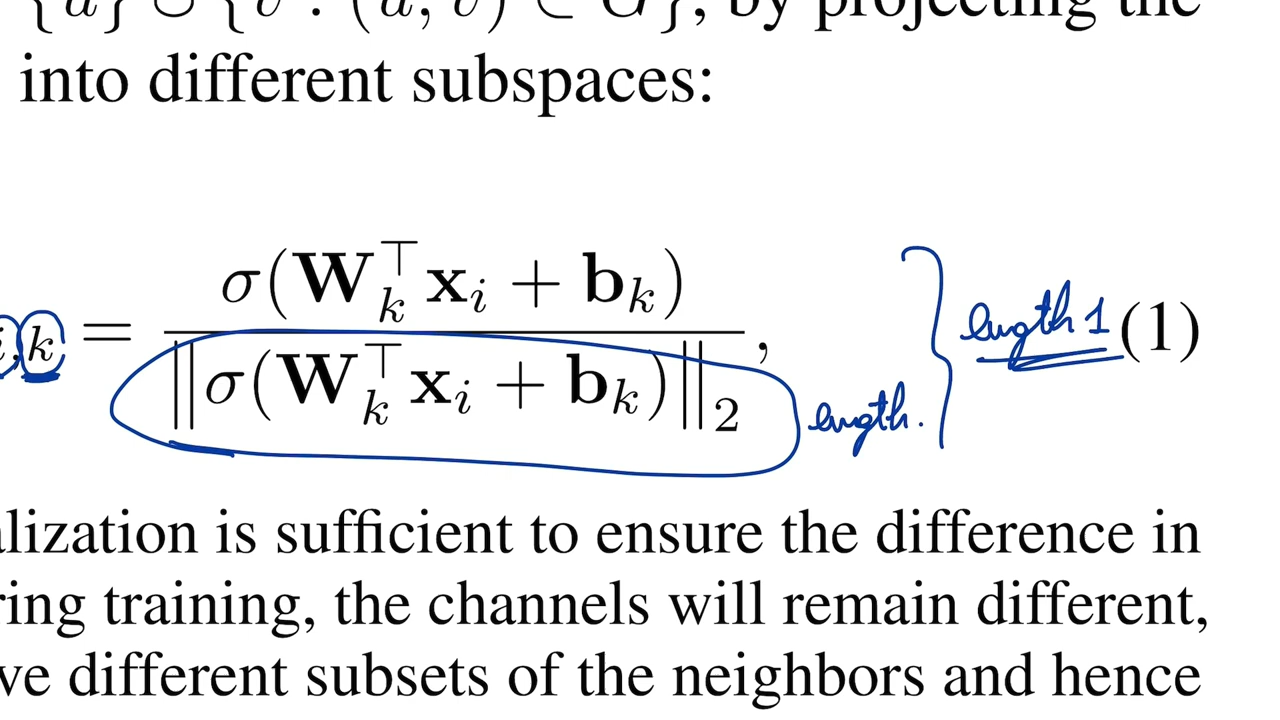 {u} ∪ {v : (u, v) ∈ G}, by projecting the
into different subspaces:
i,k = σ(W_k^⊤ x_i + b_k) / ‖σ(W_k^⊤ x_i + b_k)‖_2 , (1)
length.
length 1
alization is sufficient to ensure the difference in
ring training, the channels will remain different,
ve different subsets of the neighbors and hence